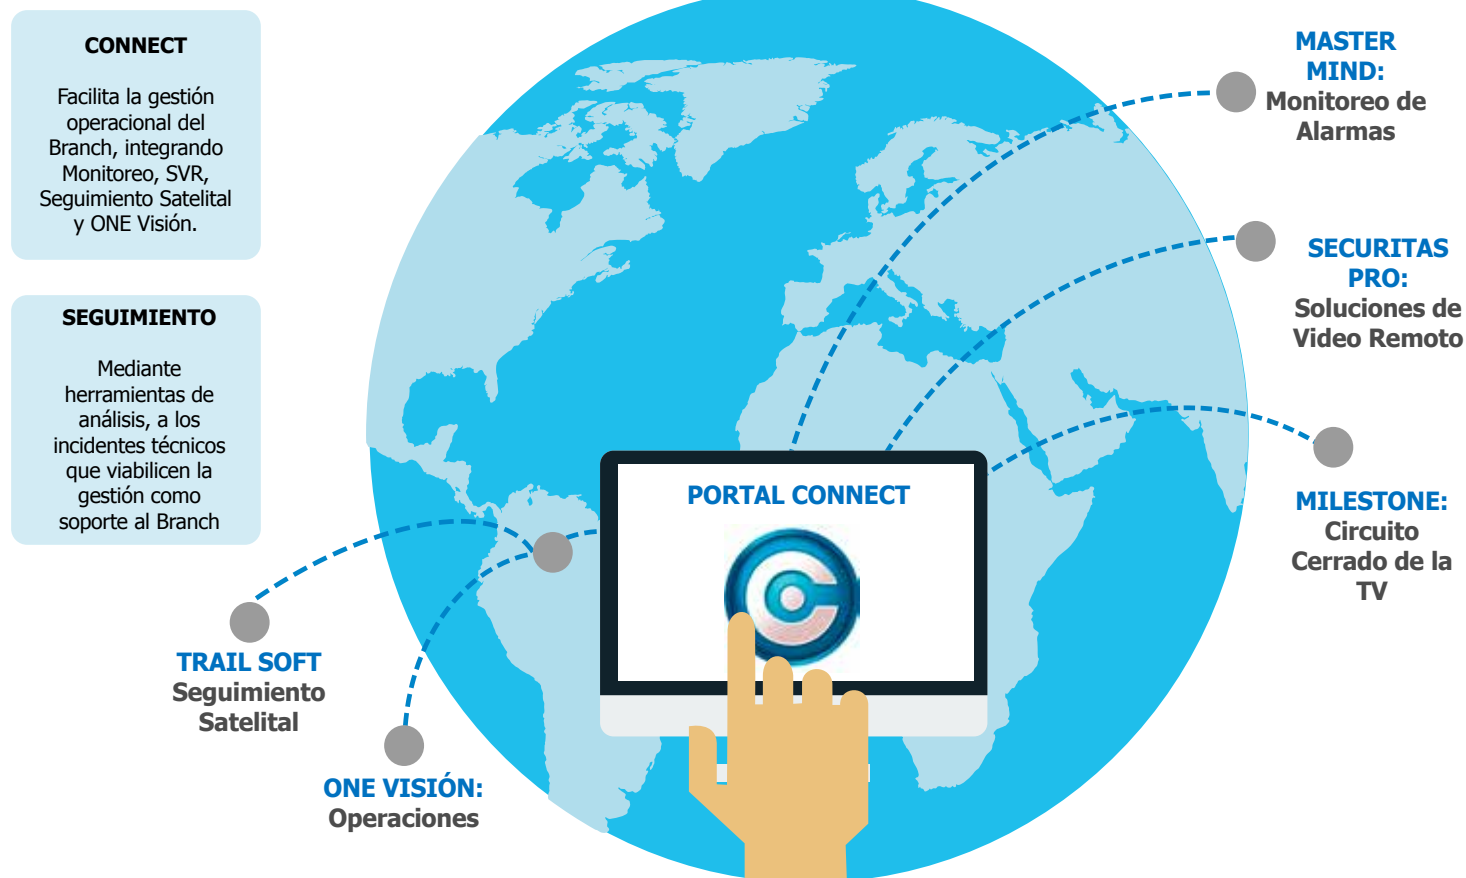 CONNECT
Facilita la gestión
operacional del
Branch, integrando
Monitoreo, SVR,
Seguimiento Satelital
y ONE Visión.
SEGUIMIENTO
Mediante
herramientas de
análisis, a los
incidentes técnicos
que viabilicen la
gestión como
soporte al Branch
MASTER
MIND:
Monitoreo de
Alarmas
SECURITAS
PRO:
Soluciones de
Video Remoto
MILESTONE:
Circuito
Cerrado de la
TV
PORTAL CONNECT
TRAIL SOFT
Seguimiento
Satelital
ONE VISIÓN:
Operaciones